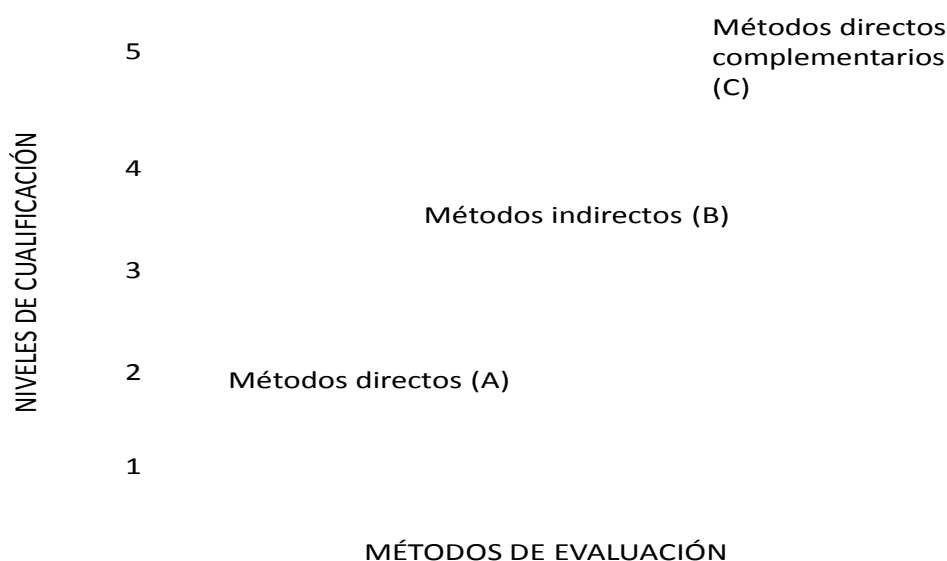 Métodos directos
complementarios
(C)
5
4
Métodos indirectos (B)
3
2
Métodos directos (A)
1
NIVELES DE CUALIFICACIÓN
MÉTODOS DE EVALUACIÓN